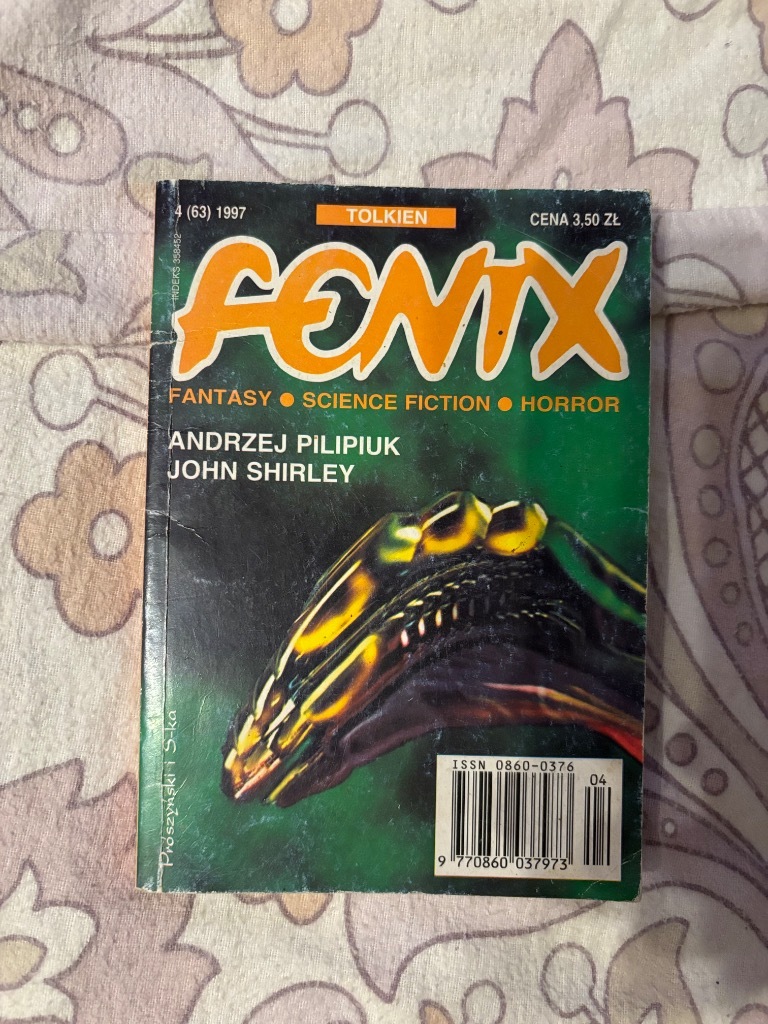 4 (63) 1997
TOLKIEN
CENA 3,50 ZŁ
INDEKS 358452
FENIX
FANTASY ● SCIENCE FICTION ● HORROR
ANDRZEJ PILIPIUK
JOHN SHIRLEY
Prószyński i S-ka
ISSN 0860-0376
04
9 770860 037973